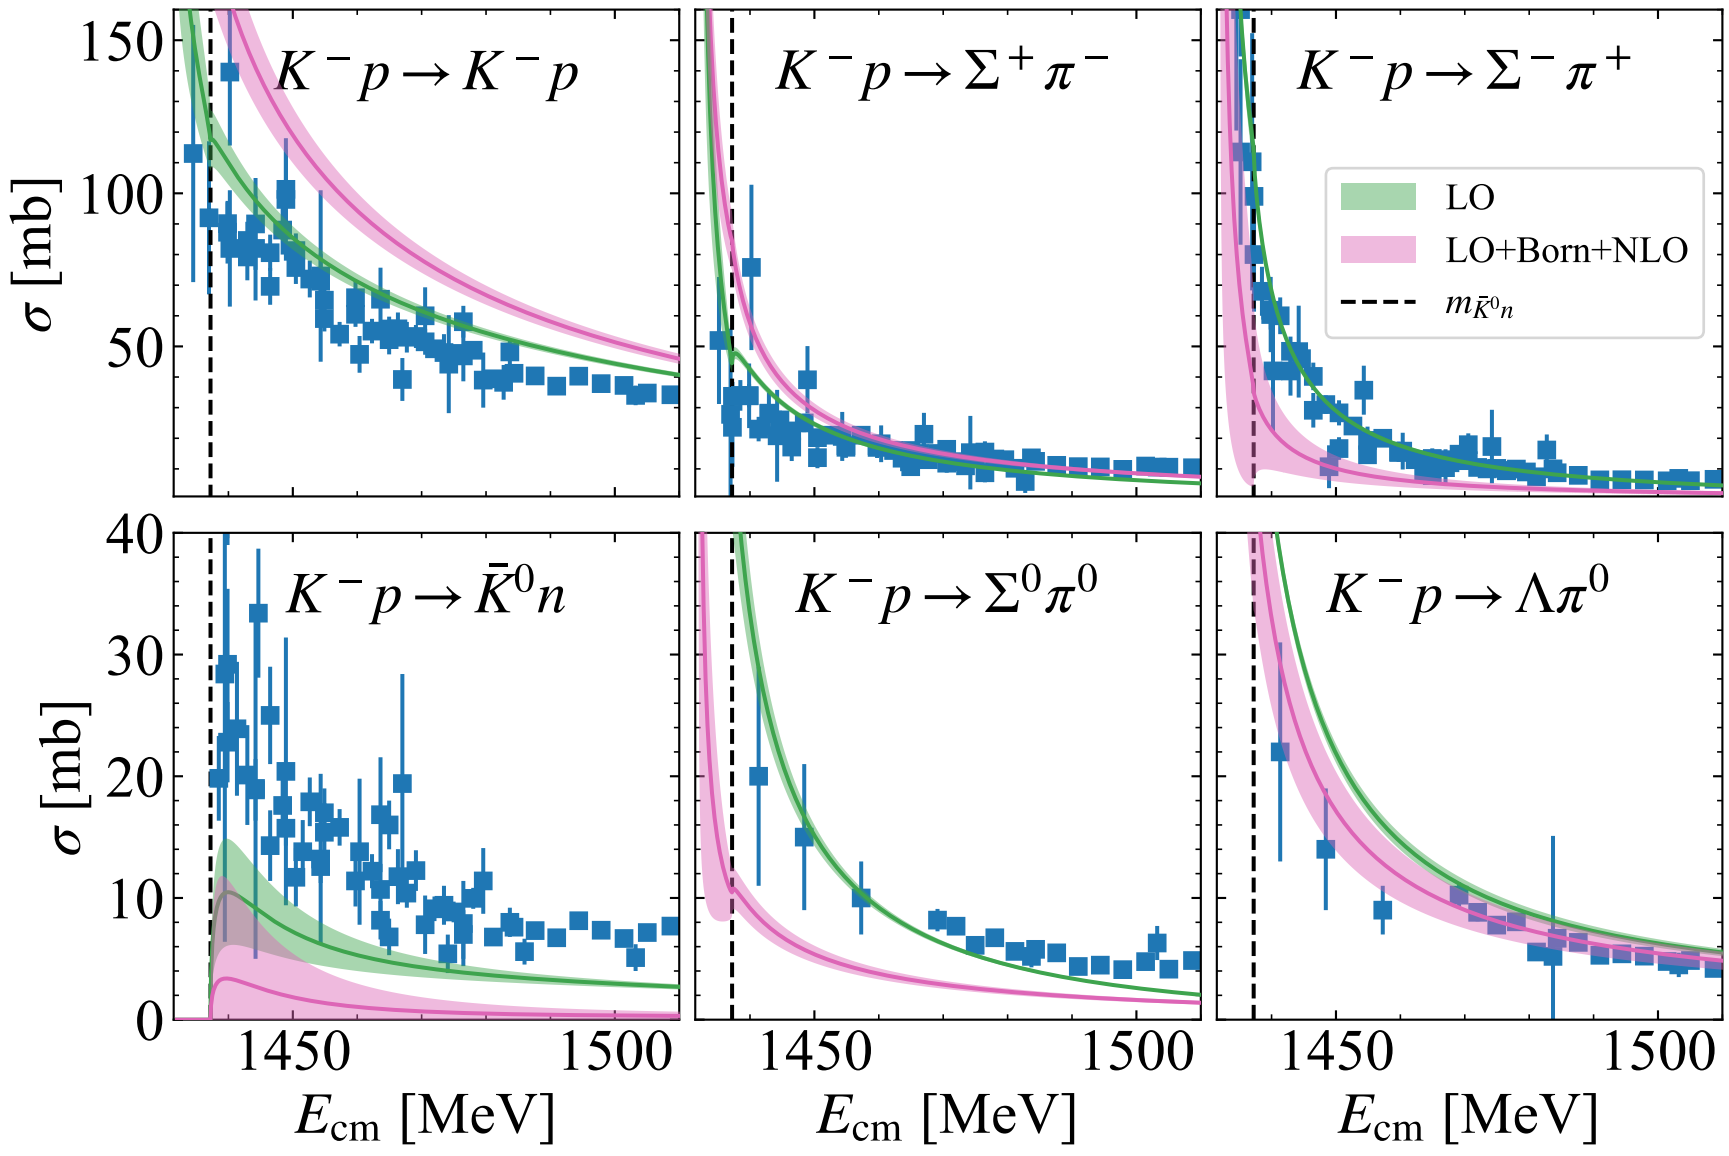 150
100
50
σ [mb]
K⁻p → K⁻p
K⁻p → Σ⁺π⁻
K⁻p → Σ⁻π⁺
LO
LO+Born+NLO
m_{K̄⁰n}
40
30
20
10
0
σ [mb]
K⁻p → K̄⁰n
K⁻p → Σ⁰π⁰
K⁻p → Λπ⁰
1450 1500 1450 1500 1450 1500
E_cm [MeV] E_cm [MeV] E_cm [MeV]